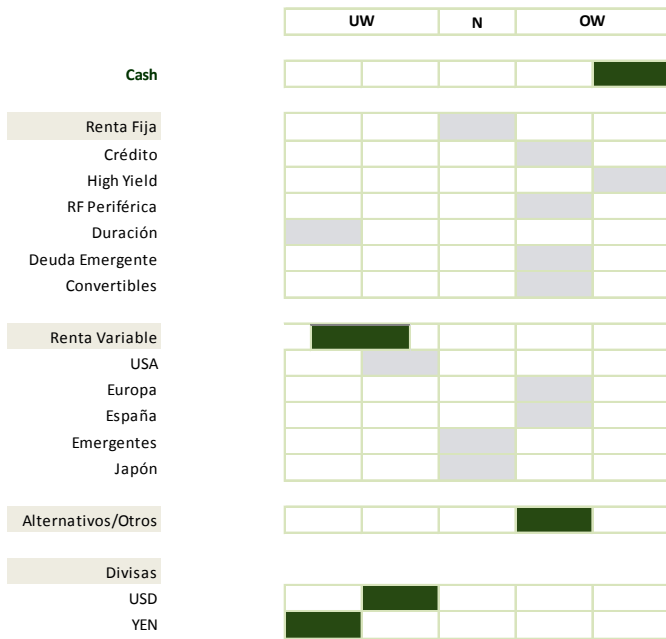 UW N OW
Cash
Renta Fija
Crédito
High Yield
RF Periférica
Duración
Deuda Emergente
Convertibles
Renta Variable
USA
Europa
España
Emergentes
Japón
Alternativos/Otros
Divisas
USD
YEN